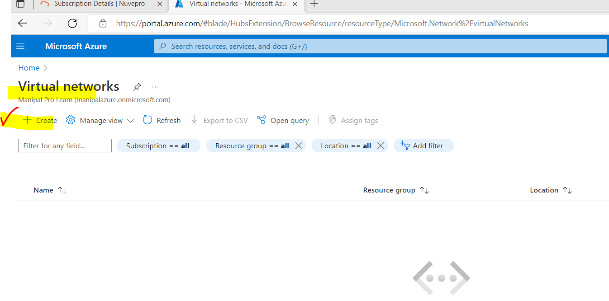 Subscription Details | Nuvepro
Virtual networks - Microsoft Azu
https://portal.azure.com/#blade/HubsExtension/BrowseResource/resourceType/Microsoft.Network%2FvirtualNetworks
Microsoft Azure
Search resources, services, and docs (G+/)
Home
Virtual networks
Manipal Pro Learn (manipalazure.onmicrosoft.com)
Create Manage view Refresh Export to CSV Open query Assign tags
Filter for any field... Subscription == all Resource group == all Location == all Add filter
Name Resource group Location